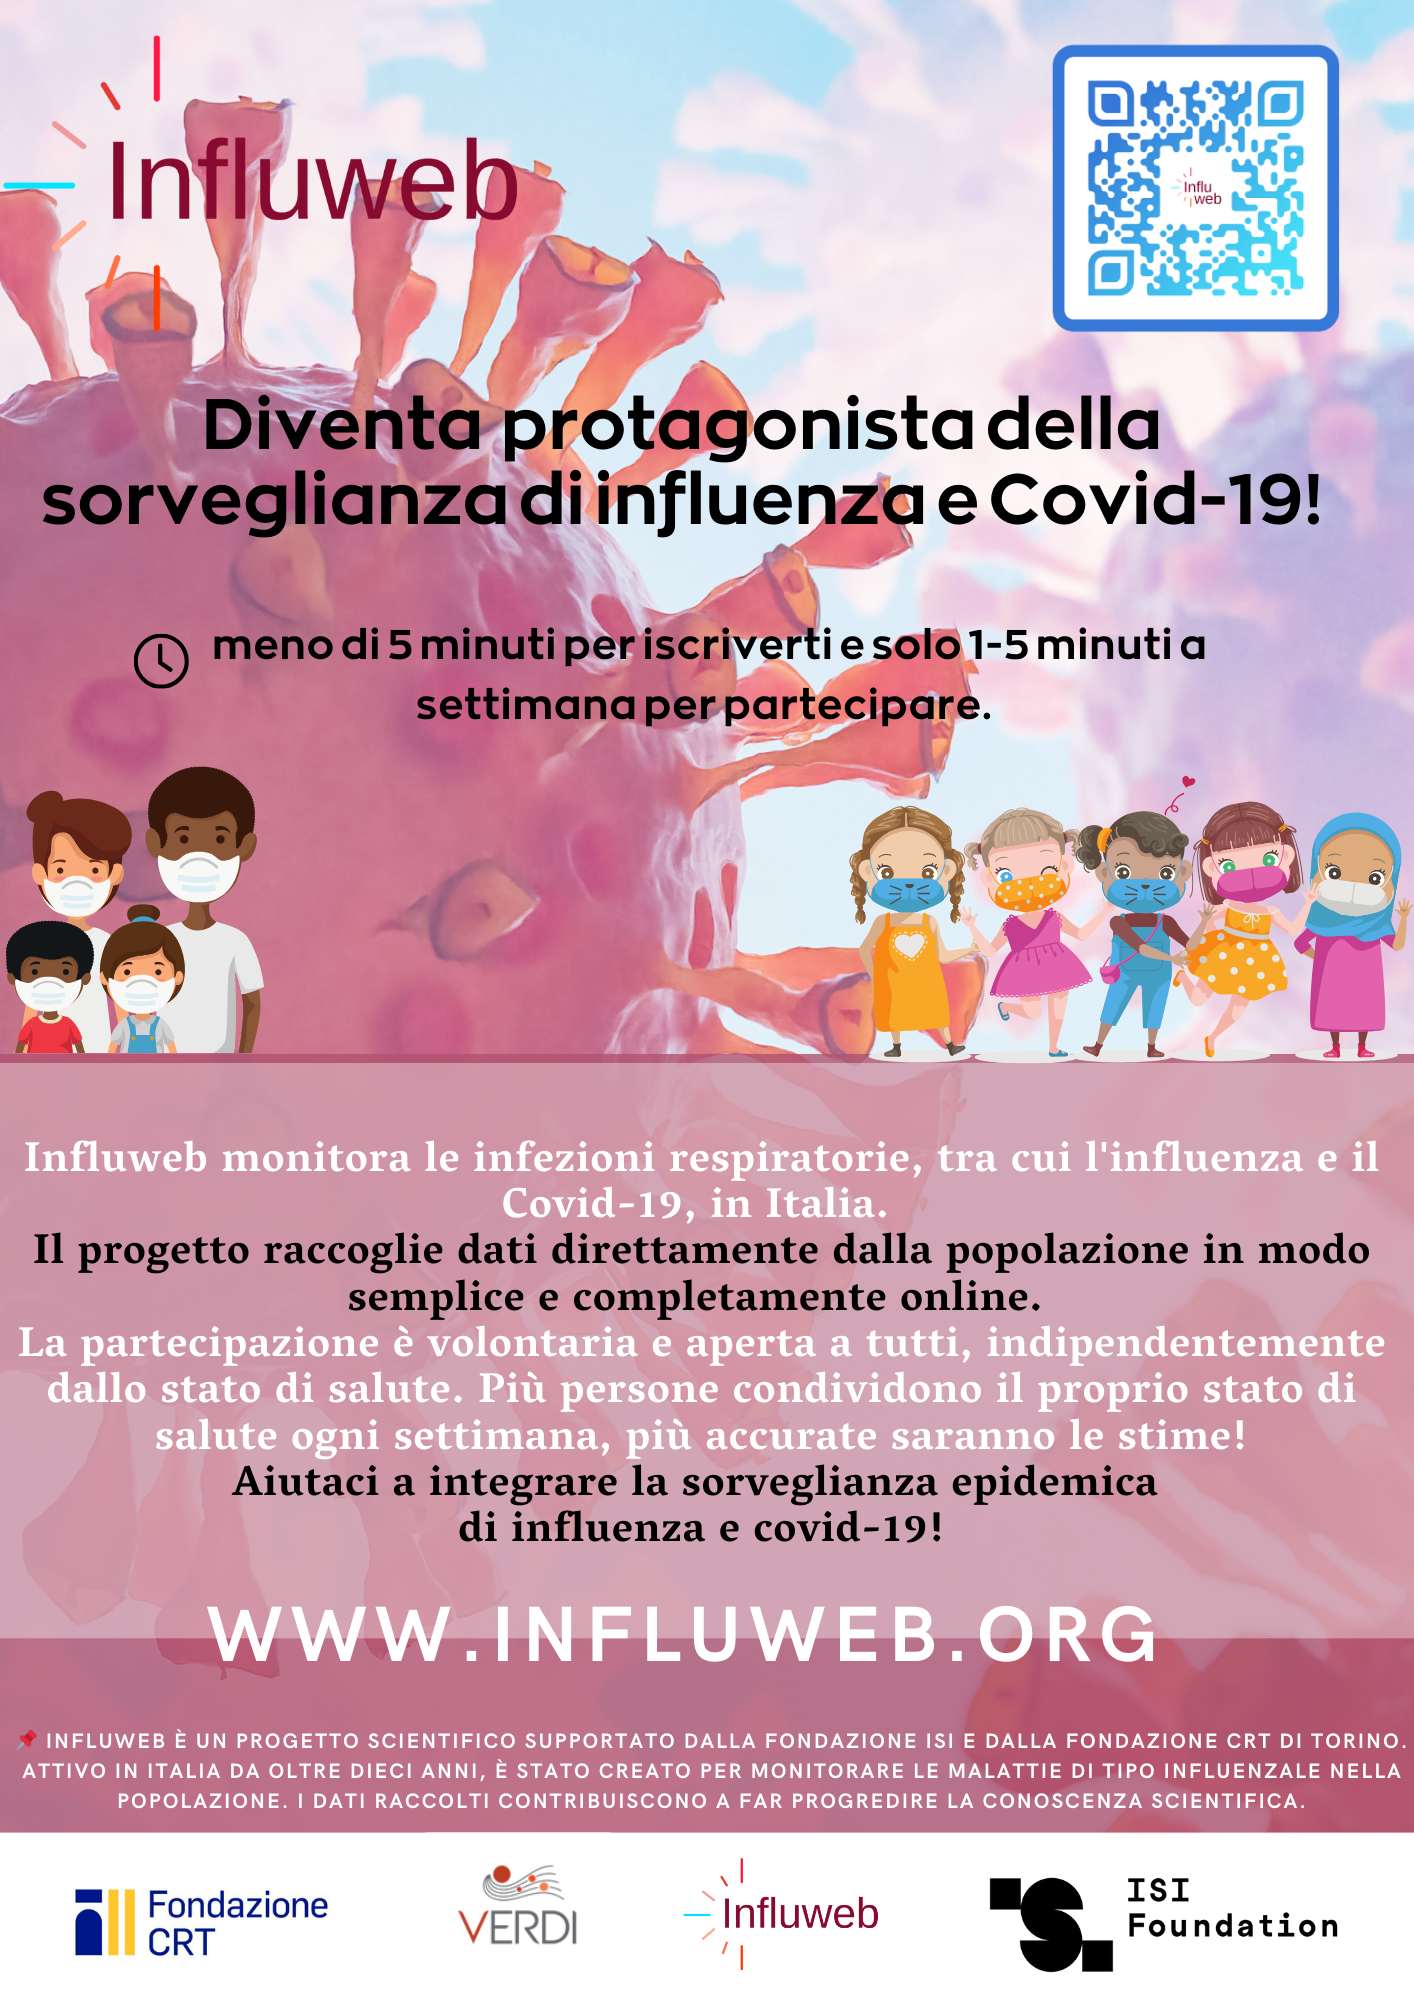 Influweb
Influ
web
Diventa protagonista della
sorveglianza di influenza e Covid-19!
meno di 5 minuti per iscriverti e solo 1-5 minuti a
settimana per partecipare.
Influweb monitora le infezioni respiratorie, tra cui l'influenza e il
Covid-19, in Italia.
Il progetto raccoglie dati direttamente dalla popolazione in modo
semplice e completamente online.
La partecipazione è volontaria e aperta a tutti, indipendentemente
dallo stato di salute. Più persone condividono il proprio stato di
salute ogni settimana, più accurate saranno le stime!
Aiutaci a integrare la sorveglianza epidemica
di influenza e covid-19!
WWW.INFLUWEB.ORG
📌 INFLUWEB È UN PROGETTO SCIENTIFICO SUPPORTATO DALLA FONDAZIONE ISI E DALLA FONDAZIONE CRT DI TORINO.
ATTIVO IN ITALIA DA OLTRE DIECI ANNI, È STATO CREATO PER MONITORARE LE MALATTIE DI TIPO INFLUENZALE NELLA
POPOLAZIONE. I DATI RACCOLTI CONTRIBUISCONO A FAR PROGREDIRE LA CONOSCENZA SCIENTIFICA.
Fondazione
CRT
VERDI
Influweb
ISI
Foundation